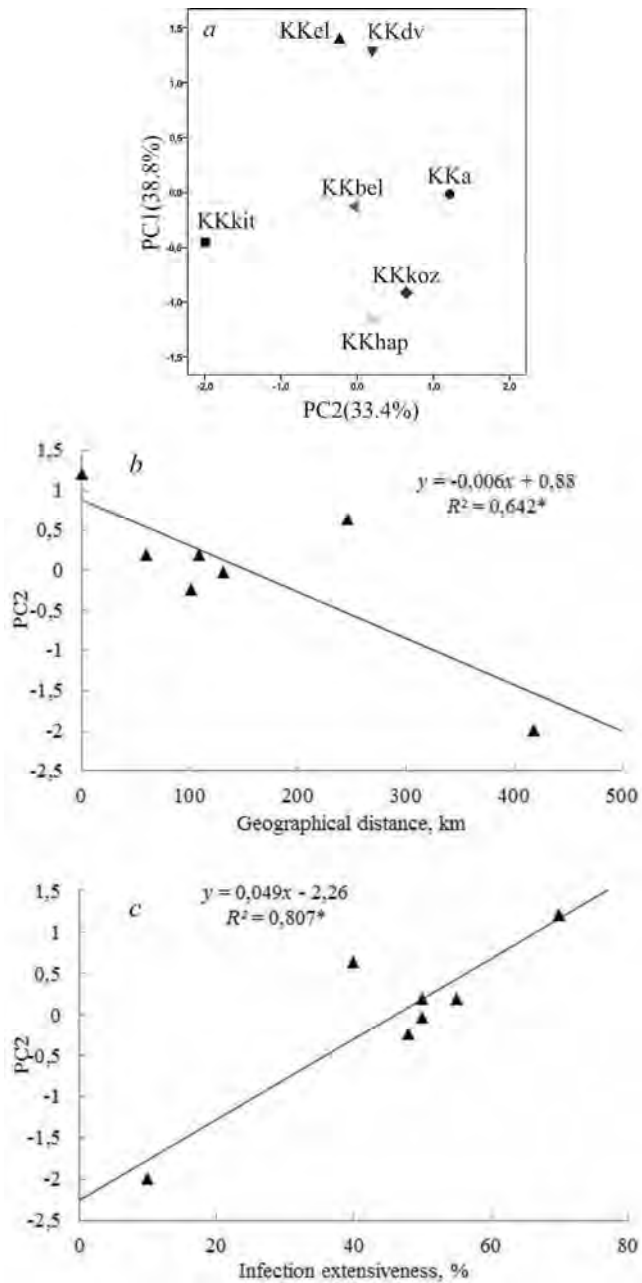 a
KKel KKdv
KKbel
KKa
KKkit
KKkoz
KKhap
PC1(38.8%)
1,5
1,0
0,5
0,0
-0,5
-1,0
-1,5
-2,0 -1,0 0,0 1,0 2,0
PC2(33.4%)
b
y = -0,006x + 0,88
R² = 0,642*
PC2
1,5
1
0,5
0
-0,5
-1
-1,5
-2
-2,5
0 100 200 300 400 500
Geographical distance, km
c
y = 0,049x - 2,26
R² = 0,807*
PC2
1,5
1
0,5
0
-0,5
-1
-1,5
-2
-2,5
0 20 40 60 80
Infection extensiveness, %